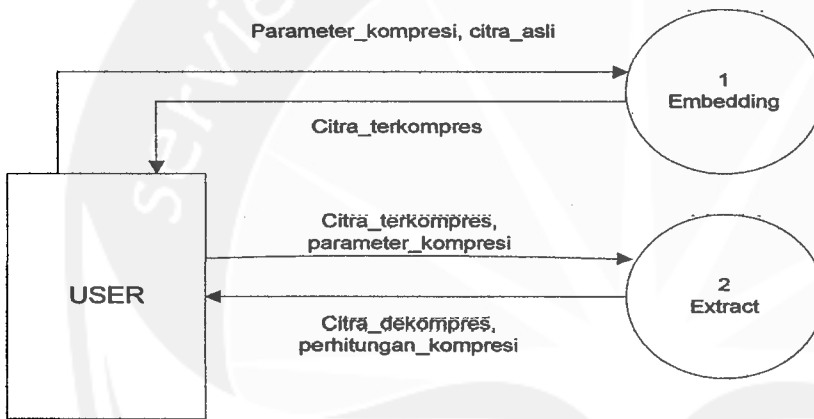 Parameter_kompresi, citra_asli
1
Embedding
Citra_terkompres
Citra_terkompres,
parameter_kompresi
USER
2
Extract
Citra_dekompres,
perhitungan_kompresi